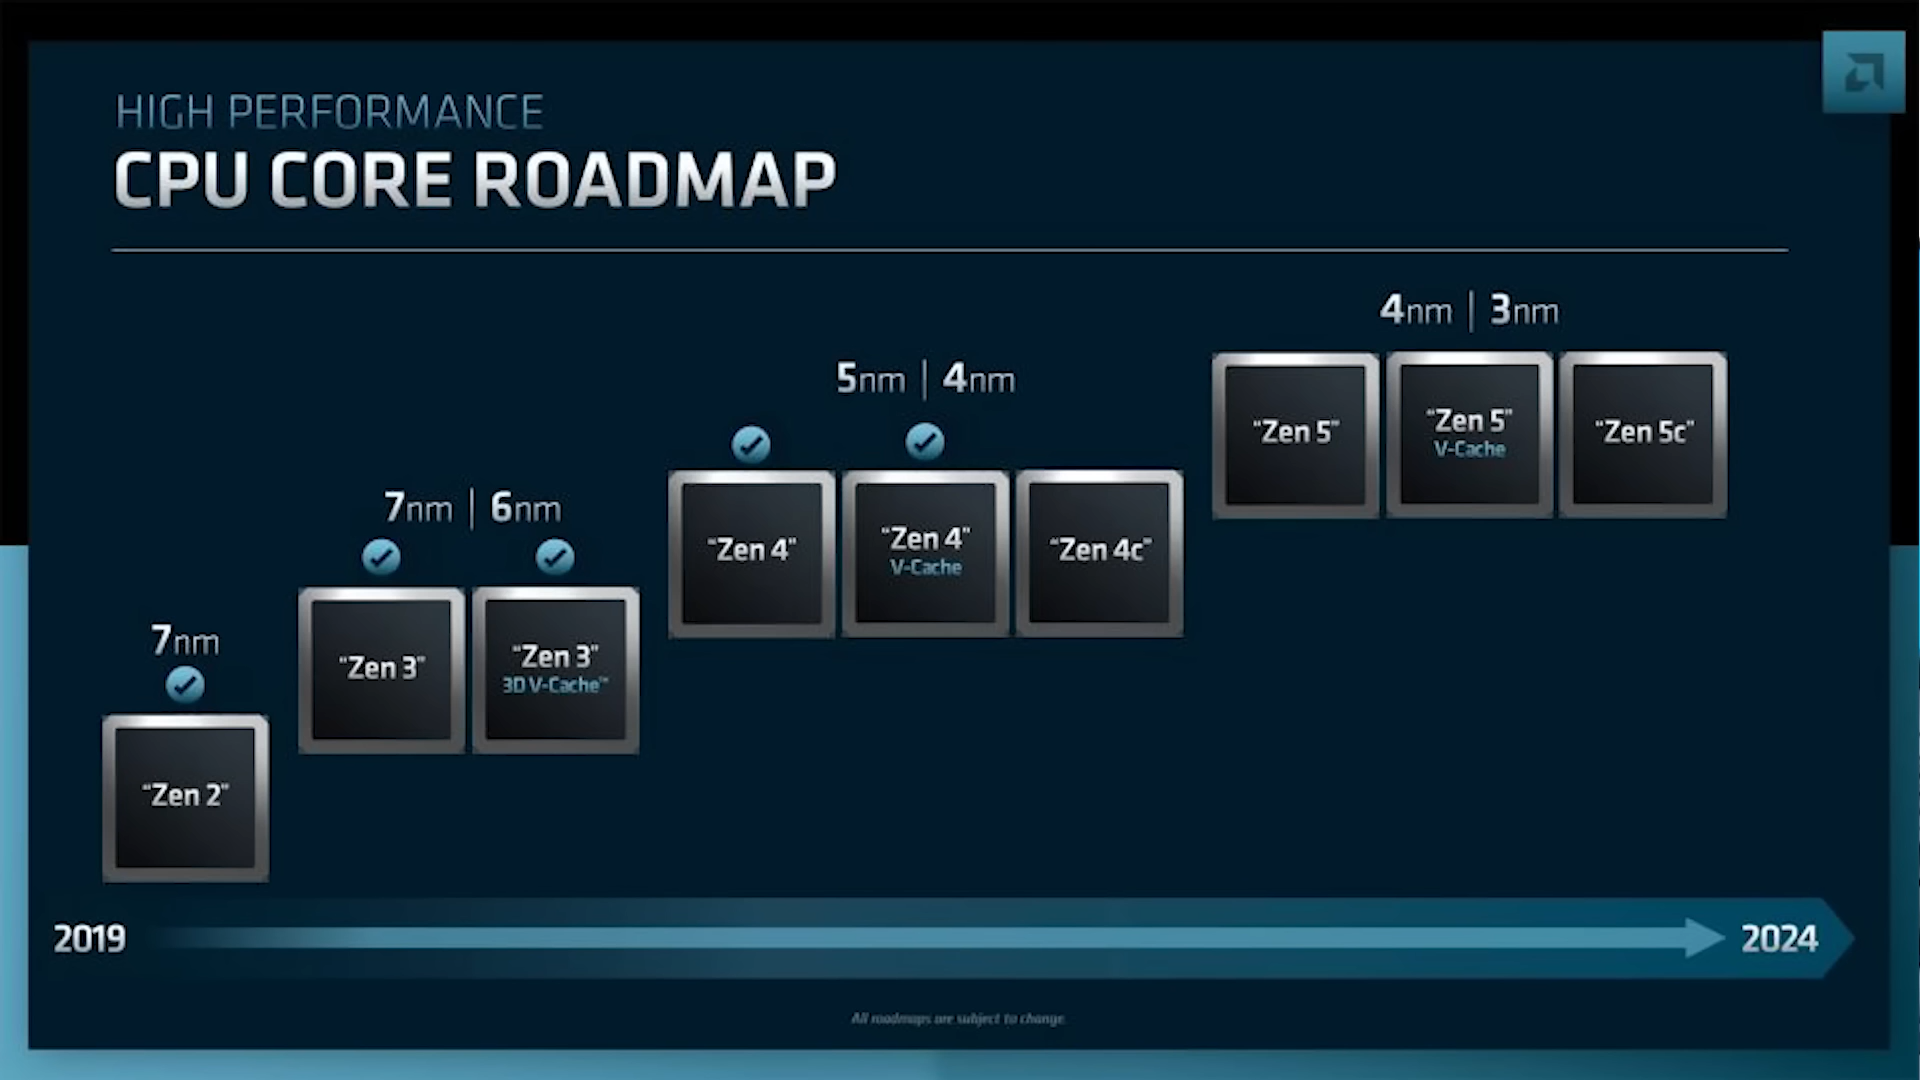 HIGH PERFORMANCE
CPU CORE ROADMAP
4nm | 3nm
"Zen 5"
"Zen 5"
V-Cache
"Zen 5c"
5nm | 4nm
"Zen 4"
"Zen 4"
V-Cache
"Zen 4c"
7nm | 6nm
"Zen 3"
"Zen 3"
3D V-Cache™
7nm
"Zen 2"
2019
2024
All roadmaps are subject to change.